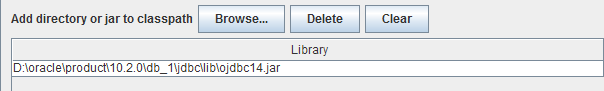 Add directory or jar to classpath Browse... Delete Clear
Library
D:\oracle\product\10.2.0\db_1\jdbc\lib\ojdbc14.jar